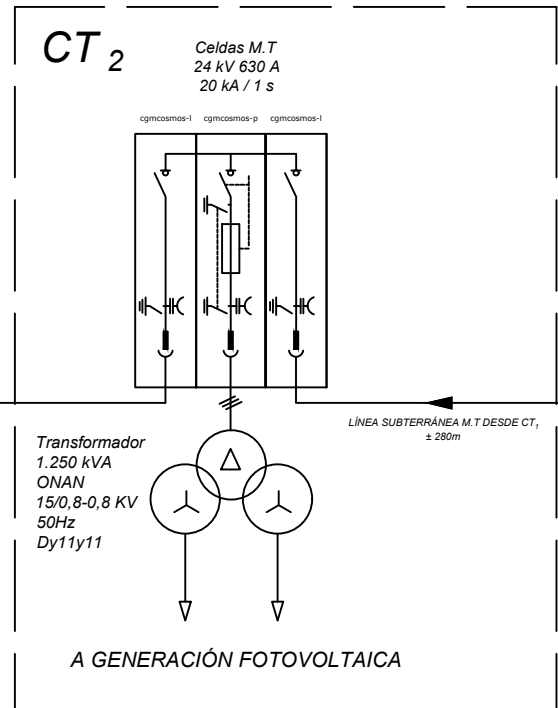 CT 2
Celdas M.T
24 kV 630 A
20 kA / 1 s
cgmcosmos-l cgmcosmos-p cgmcosmos-l
LÍNEA SUBTERRÁNEA M.T DESDE CT1
± 280m
Transformador
1.250 kVA
ONAN
15/0,8-0,8 KV
50Hz
Dy11y11
A GENERACIÓN FOTOVOLTAICA